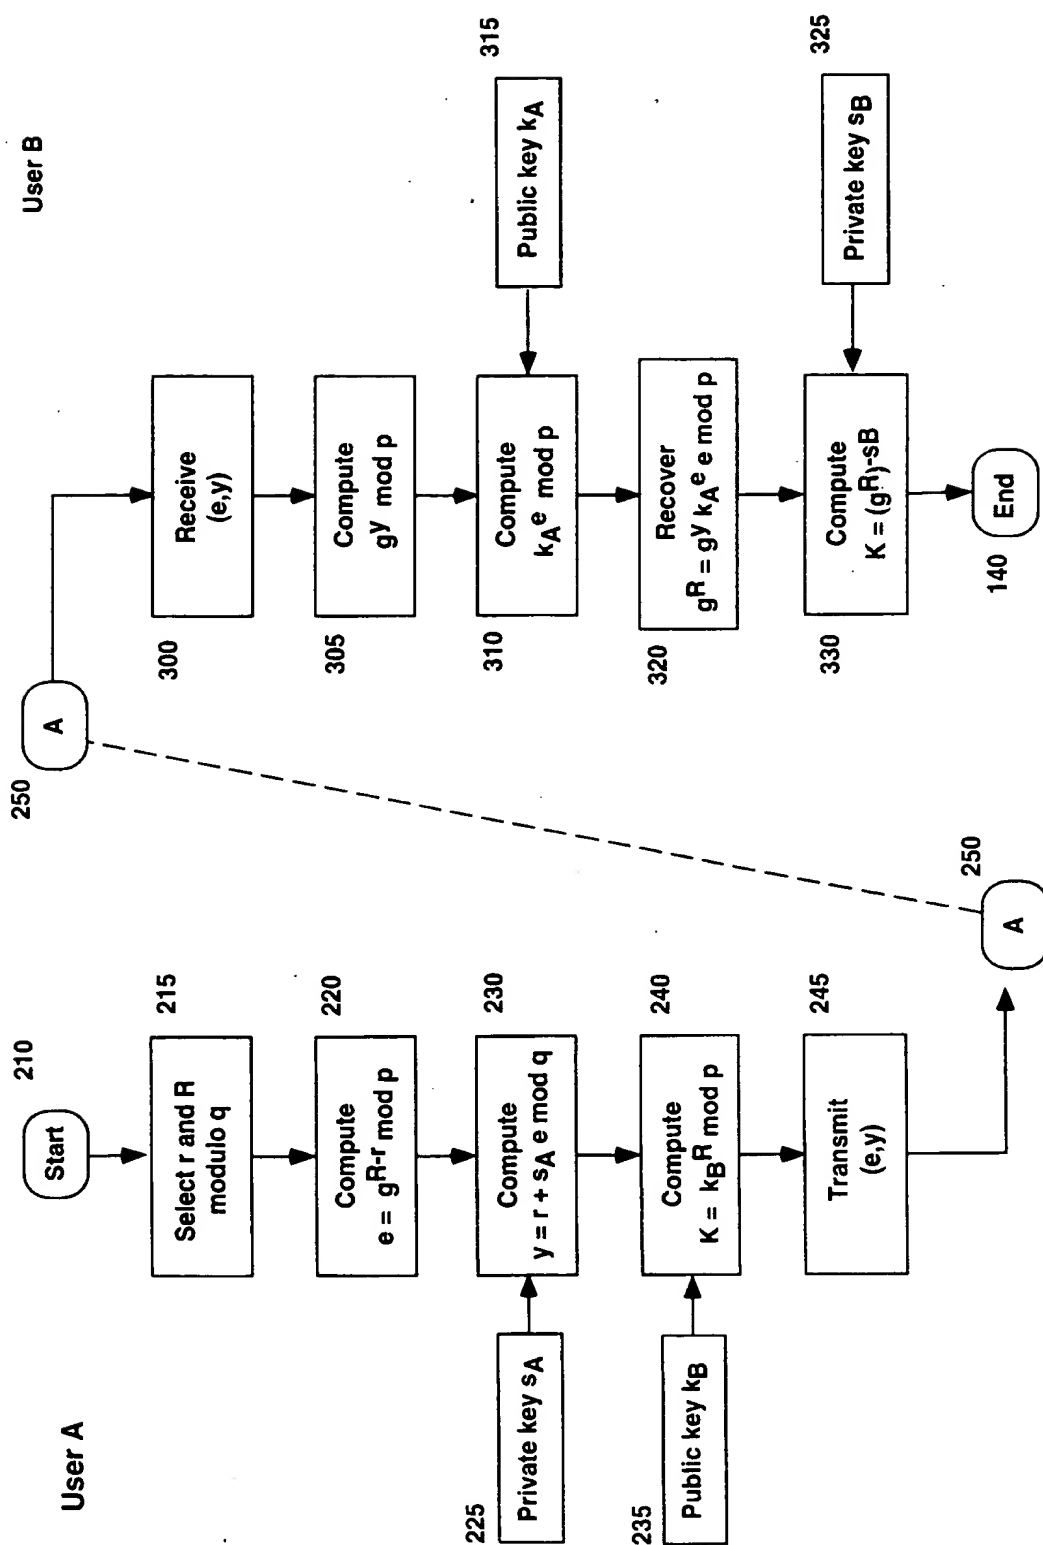 User A
Start
210
Select r and R
modulo q
215
Compute
e = g^R-r mod p
220
Private key s_A
225
Compute
y = r + s_A e mod q
230
Public key k_B
235
Compute
K = k_B^R mod p
240
Transmit
(e,y)
245
A
250
User B
A
250
Receive
(e,y)
300
Compute
g^y mod p
305
Compute
k_A^e mod p
310
Public key k_A
315
Recover
g^R = g^y k_A^e e mod p
320
Compute
K = (g^R)^-sB
330
Private key s_B
325
End
140